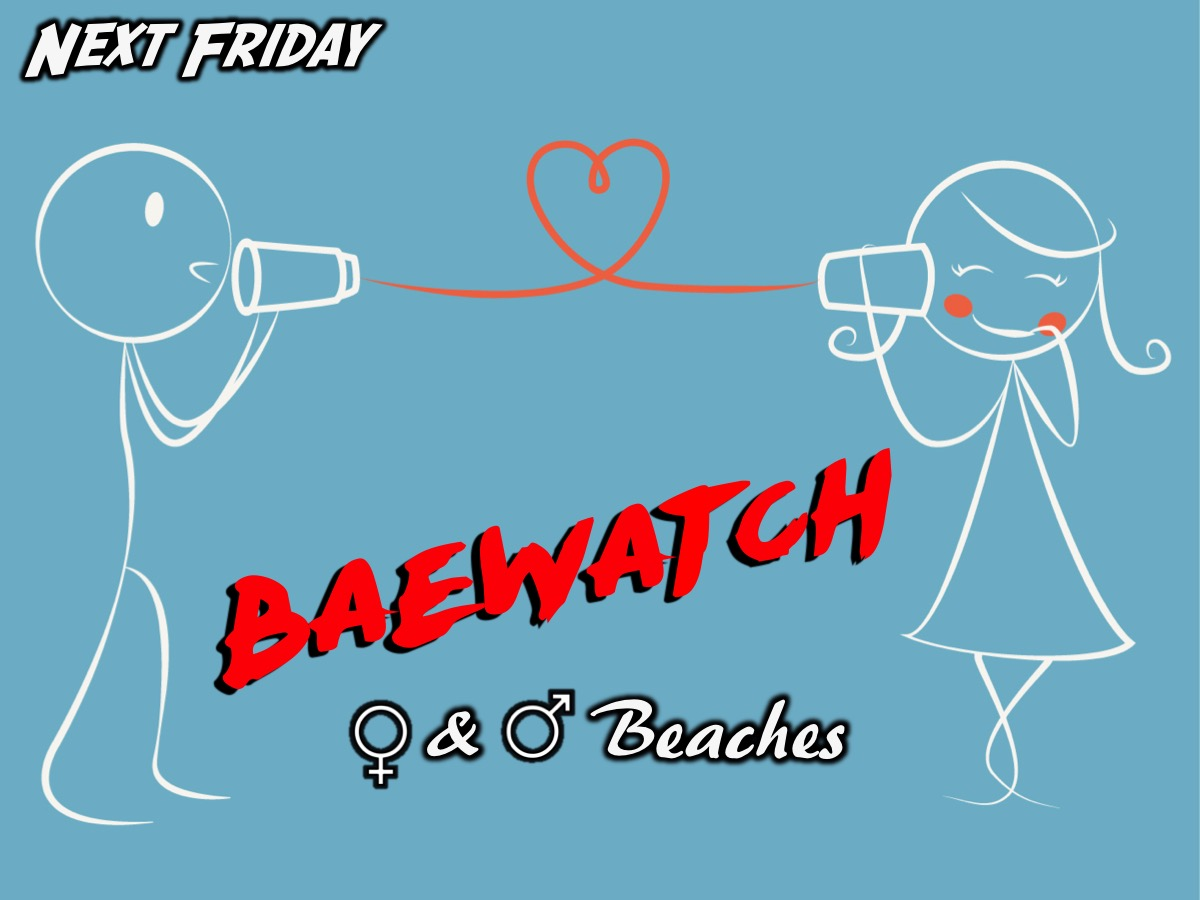 Next Friday
BAEWATCH
♀ & ♂ Beaches